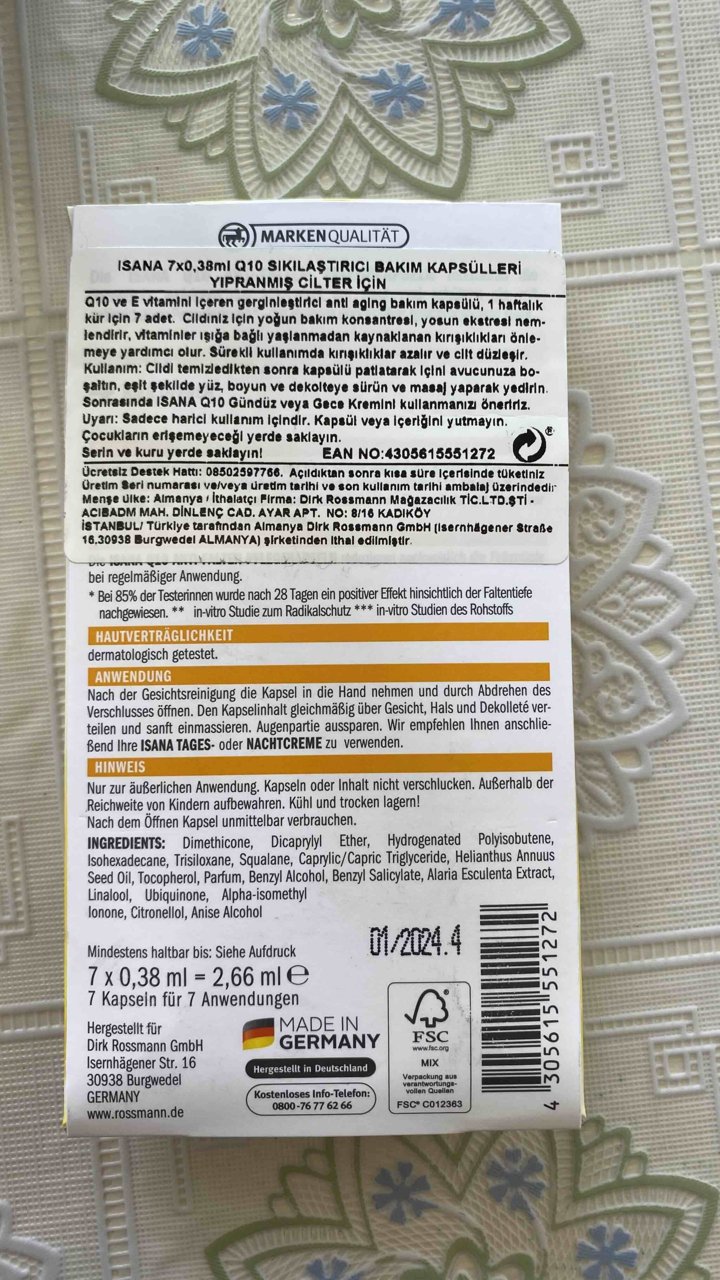 MARKENQUALITÄT
ISANA 7x0,38ml Q10 SIKILAŞTIRICI BAKIM KAPSÜLLERİ
YIPRANMIŞ CİLTER İÇİN
Q10 ve E vitamini içeren gerginleştirici anti aging bakım kapsülü, 1 haftalık
kür için 7 adet. Cildiniz için yoğun bakım konsantresi, yosun ekstresi nem-
lendirir, vitaminler ışığa bağlı yaşlanmadan kaynaklanan kırışıklıkları önle-
meye yardımcı olur. Sürekli kullanımda kırışıklıklar azalır ve cilt düzleşir.
Kullanım: Cildi temizledikten sonra kapsülü patlatarak içini avucunuza bo-
şaltın, eşit şekilde yüz, boyun ve dekolteye sürün ve masaj yaparak yedirin.
Sonrasında ISANA Q10 Gündüz veya Gece Kremini kullanmanızı öneririz.
Uyarı: Sadece harici kullanım içindir. Kapsül veya içeriğini yutmayın.
Çocukların erişemeyeceği yerde saklayın.
Serin ve kuru yerde saklayın! EAN NO:4305615551272
Ücretsiz Destek Hattı: 08502597766. Açıldıktan sonra kısa süre içerisinde tüketiniz
Üretim Seri numarası ve/veya üretim tarihi ve son kullanım tarihi ambalaj üzerindedir
Menşe Ülke: Almanya / İthalatçı Firma: Dirk Rossmann Mağazacılık TİC.LTD.ŞTİ -
ACIBADM MAH. DİNLENÇ CAD. AYAR APT. NO: 8/16 KADIKÖY
İSTANBUL/ Türkiye tarafından Almanya Dirk Rossmann GmbH (Isernhägener Straße
16,30938 Burgwedel ALMANYA) şirketinden ithal edilmiştir.
bei regelmäßiger Anwendung.
* Bei 85% der Testerinnen wurde nach 28 Tagen ein positiver Effekt hinsichtlich der Faltentiefe
nachgewiesen. ** in-vitro Studie zum Radikalschutz *** in-vitro Studien des Rohstoffs
HAUTVERTRÄGLICHKEIT
dermatologisch getestet.
ANWENDUNG
Nach der Gesichtsreinigung die Kapsel in die Hand nehmen und durch Abdrehen des
Verschlusses öffnen. Den Kapselinhalt gleichmäßig über Gesicht, Hals und Dekolleté ver-
teilen und sanft einmassieren. Augenpartie aussparen. Wir empfehlen Ihnen anschlie-
ßend Ihre ISANA TAGES- oder NACHTCREME zu verwenden.
HINWEIS
Nur zur äußerlichen Anwendung. Kapseln oder Inhalt nicht verschlucken. Außerhalb der
Reichweite von Kindern aufbewahren. Kühl und trocken lagern!
Nach dem Öffnen Kapsel unmittelbar verbrauchen.
INGREDIENTS: Dimethicone, Dicaprylyl Ether, Hydrogenated Polyisobutene,
Isohexadecane, Trisiloxane, Squalane, Caprylic/Capric Triglyceride, Helianthus Annuus
Seed Oil, Tocopherol, Parfum, Benzyl Alcohol, Benzyl Salicylate, Alaria Esculenta Extract,
Linalool, Ubiquinone, Alpha-isomethyl
Ionone, Citronellol, Anise Alcohol
01/2024.4
Mindestens haltbar bis: Siehe Aufdruck
7 x 0,38 ml = 2,66 ml ℮
7 Kapseln für 7 Anwendungen
Hergestellt für
Dirk Rossmann GmbH
Isernhägener Str. 16
30938 Burgwedel
GERMANY
www.rossmann.de
MADE IN
GERMANY
Hergestellt in Deutschland
Kostenloses Info-Telefon:
0800-76 77 62 66
FSC
www.fsc.org
MIX
Verpackung aus
verantwortungs-
vollen Quellen
FSC® C012363
4 305615 551272